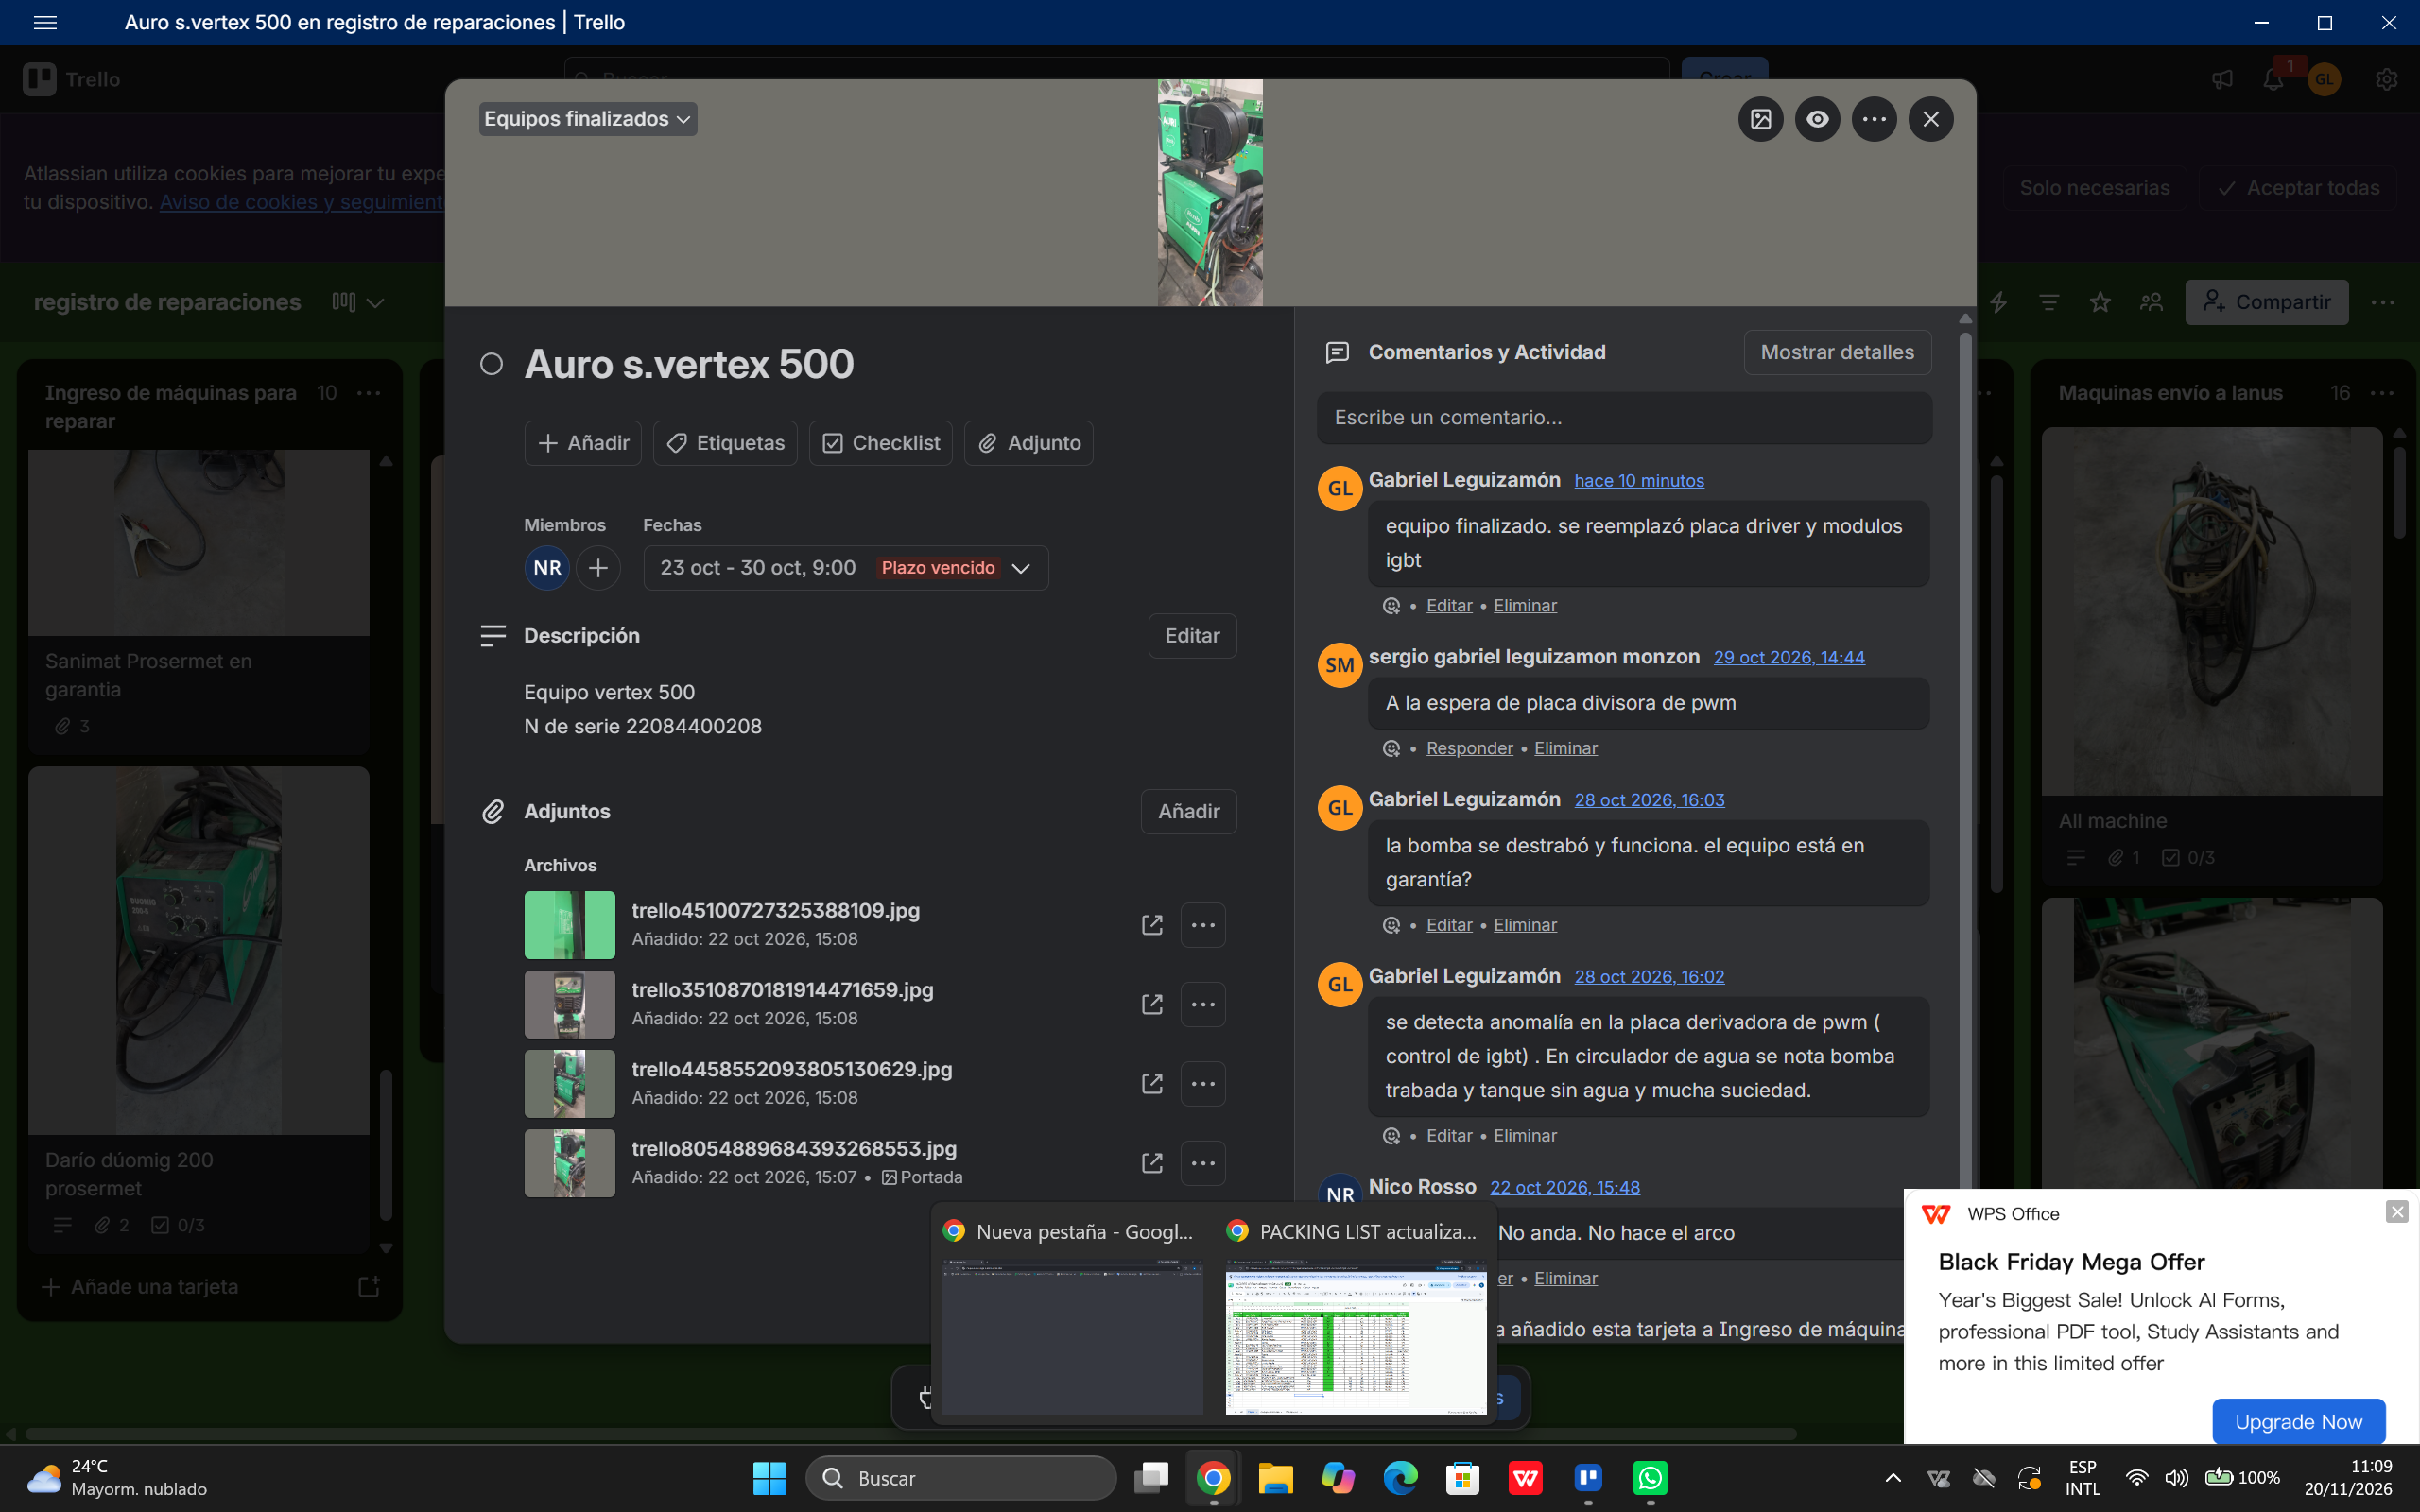 Auro s.vertex 500 en registro de reparaciones | Trello
Trello
Buscar
Crear
1
GL
Equipos finalizados
Atlassian utiliza cookies para mejorar tu expe
tu dispositivo. Aviso de cookies y seguimient
Solo necesarias
Aceptar todas
registro de reparaciones
Compartir
Ingreso de máquinas para
reparar
10
Sanimat Prosermet en
garantia
3
Darío dúomig 200
prosermet
2
0/3
Añade una tarjeta
Auro s.vertex 500
Añadir
Etiquetas
Checklist
Adjunto
Miembros
Fechas
NR
23 oct - 30 oct, 9:00
Plazo vencido
Descripción
Editar
Equipo vertex 500
N de serie 22084400208
Adjuntos
Añadir
Archivos
trello45100727325388109.jpg
Añadido: 22 oct 2026, 15:08
trello3510870181914471659.jpg
Añadido: 22 oct 2026, 15:08
trello4458552093805130629.jpg
Añadido: 22 oct 2026, 15:08
trello8054889684393268553.jpg
Añadido: 22 oct 2026, 15:07 • Portada
Comentarios y Actividad
Mostrar detalles
Escribe un comentario...
GL
Gabriel Leguizamón hace 10 minutos
equipo finalizado. se reemplazó placa driver y modulos
igbt
• Editar • Eliminar
SM
sergio gabriel leguizamon monzon 29 oct 2026, 14:44
A la espera de placa divisora de pwm
• Responder • Eliminar
GL
Gabriel Leguizamón 28 oct 2026, 16:03
la bomba se destrabó y funciona. el equipo está en
garantía?
• Editar • Eliminar
GL
Gabriel Leguizamón 28 oct 2026, 16:02
se detecta anomalía en la placa derivadora de pwm (
control de igbt) . En circulador de agua se nota bomba
trabada y tanque sin agua y mucha suciedad.
• Editar • Eliminar
NR
Nico Rosso 22 oct 2026, 15:48
No anda. No hace el arco
er • Eliminar
a añadido esta tarjeta a Ingreso de máquina
Maquinas envío a lanus
16
All machine
1
0/3
Nueva pestaña - Googl...
PACKING LIST actualiza...
s
WPS Office
Black Friday Mega Offer
Year's Biggest Sale! Unlock AI Forms,
professional PDF tool, Study Assistants and
more in this limited offer
Upgrade Now
24°C
Mayorm. nublado
Buscar
ESP
INTL
100%
11:09
20/11/2026